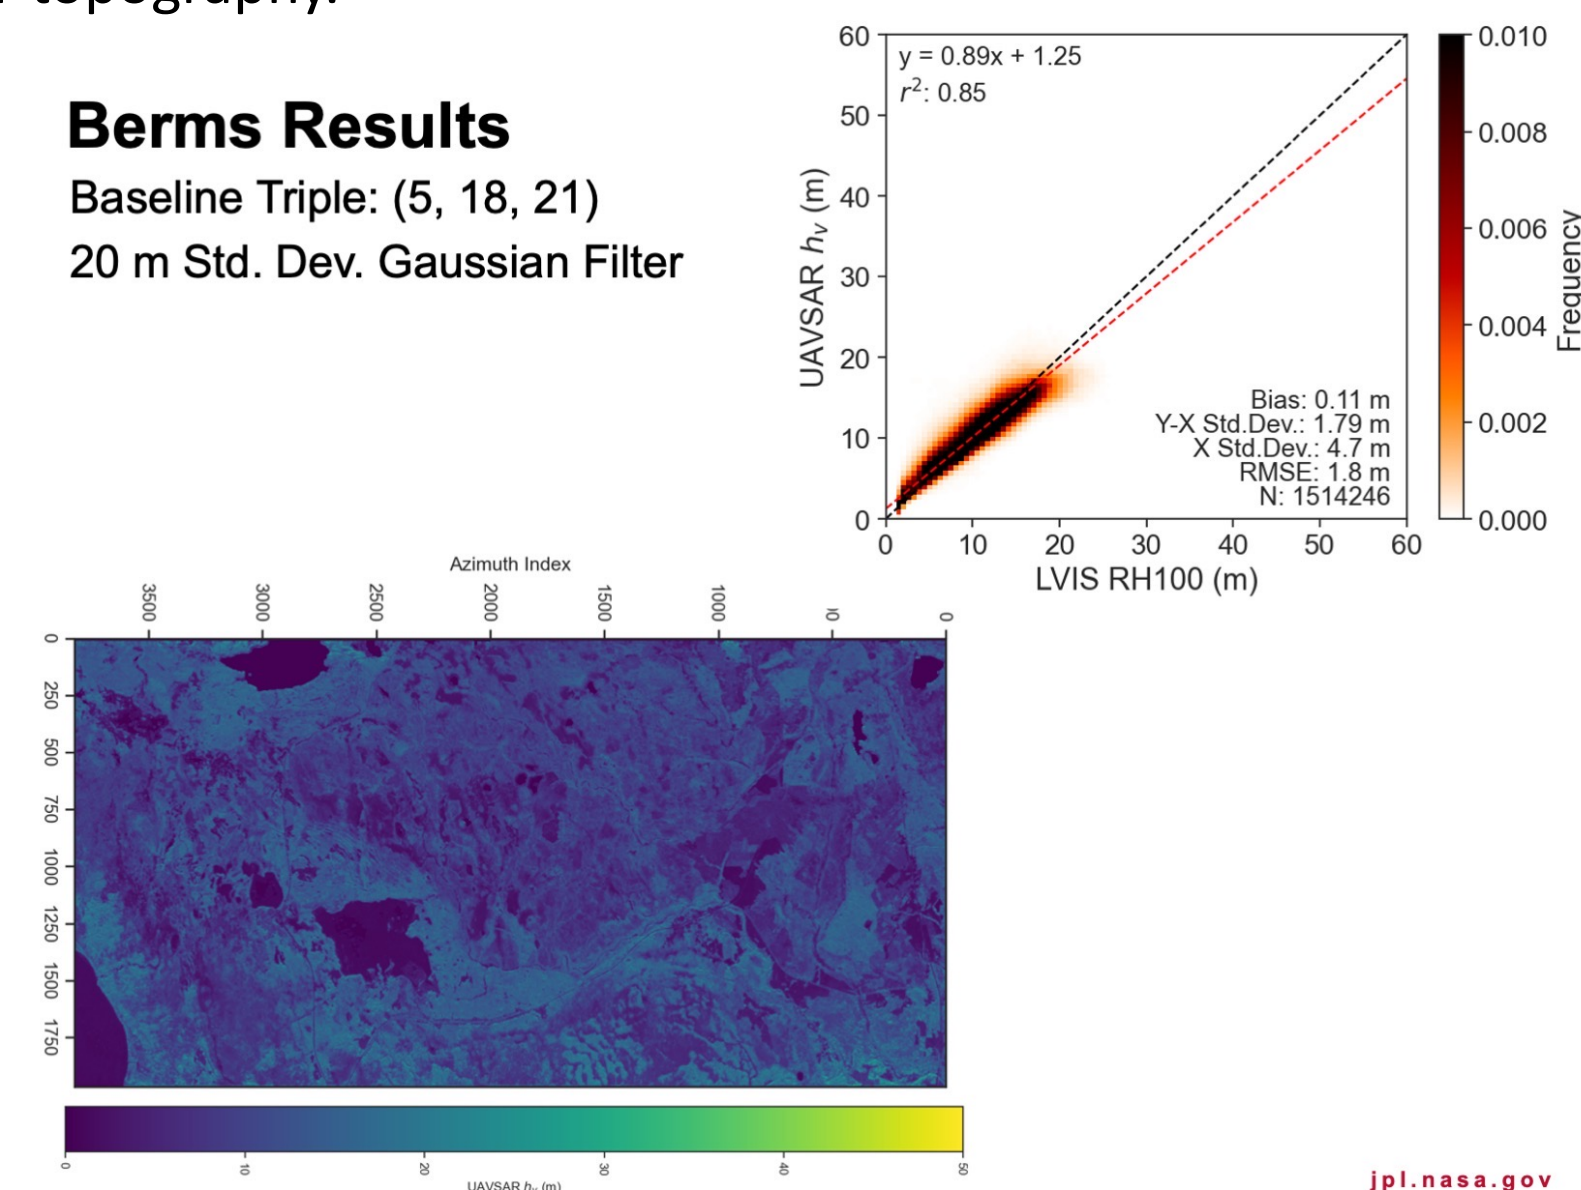 topography.
Berms Results
Baseline Triple: (5, 18, 21)
20 m Std. Dev. Gaussian Filter
60
50
40
30
20
10
0
UAVSAR hv (m)
y = 0.89x + 1.25
r2: 0.85
Bias: 0.11 m
Y-X Std.Dev.: 1.79 m
X Std.Dev.: 4.7 m
RMSE: 1.8 m
N: 1514246
0 10 20 30 40 50 60
LVIS RH100 (m)
0.010
0.008
0.006
0.004
0.002
0.000
Frequency
Azimuth Index
3500 3000 2500 2000 1500 1000 0
0
250
500
750
1000
1250
1500
1750
0 10 20 30 40 50
UAVSAR hv (m)
jpl.nasa.gov